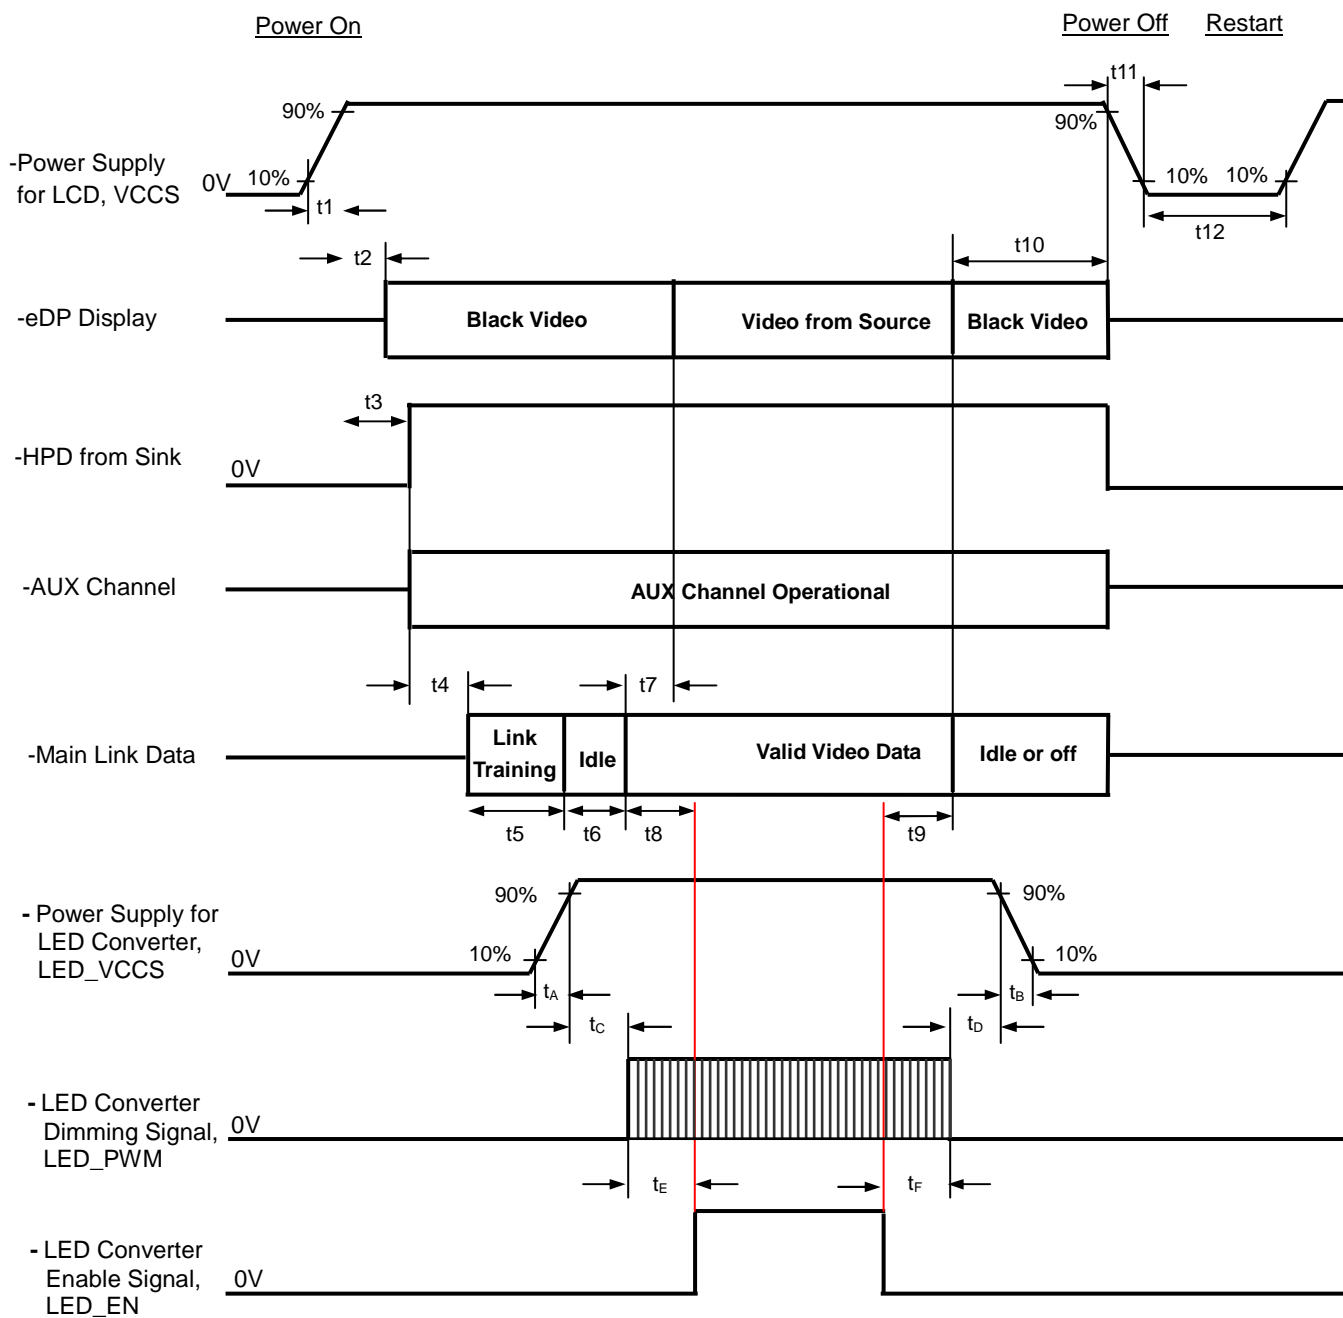 Power On
Power Off
Restart
t11
90%
90%
-Power Supply
for LCD, VCCS
0V
10%
10%
10%
t1
t12
t2
t10
-eDP Display
Black Video
Video from Source
Black Video
t3
-HPD from Sink
0V
-AUX Channel
AUX Channel Operational
t4
t7
-Main Link Data
Link
Training
Idle
Valid Video Data
Idle or off
t5
t6
t8
t9
- Power Supply for
LED Converter,
LED_VCCS
0V
90%
10%
90%
10%
tA
tB
tC
tD
- LED Converter
Dimming Signal,
LED_PWM
0V
tE
tF
- LED Converter
Enable Signal,
LED_EN
0V